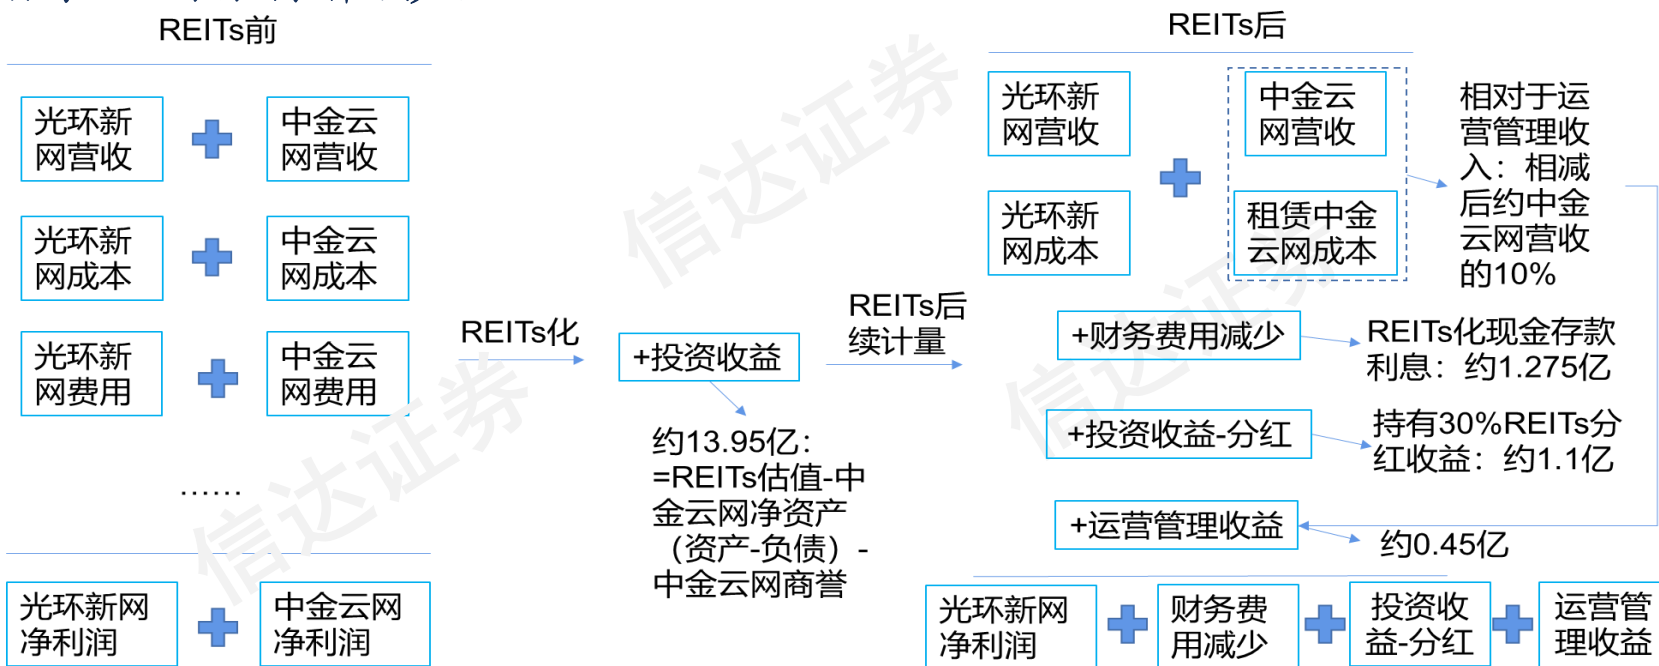 REITs前
光环新
网营收
中金云
网营收
光环新
网成本
中金云
网成本
光环新
网费用
中金云
网费用
……
光环新网
净利润
中金云网
净利润
REITs化
+投资收益
约13.95亿：
=REITs估值-中
金云网净资产
（资产-负债）-
中金云网商誉
REITs后
续计量
REITs后
光环新
网营收
中金云
网营收
光环新
网成本
租赁中金
云网成本
相对于运
营管理收
入：相减
后约中金
云网营收
的10%
+财务费用减少
REITs化现金存款
利息：约1.275亿
+投资收益-分红
持有30%REITs分
红收益：约1.1亿
+运营管理收益
约0.45亿
光环新网
净利润
财务费
用减少
投资收
益-分红
运营管
理收益
信达证券
信达证券
信达证券